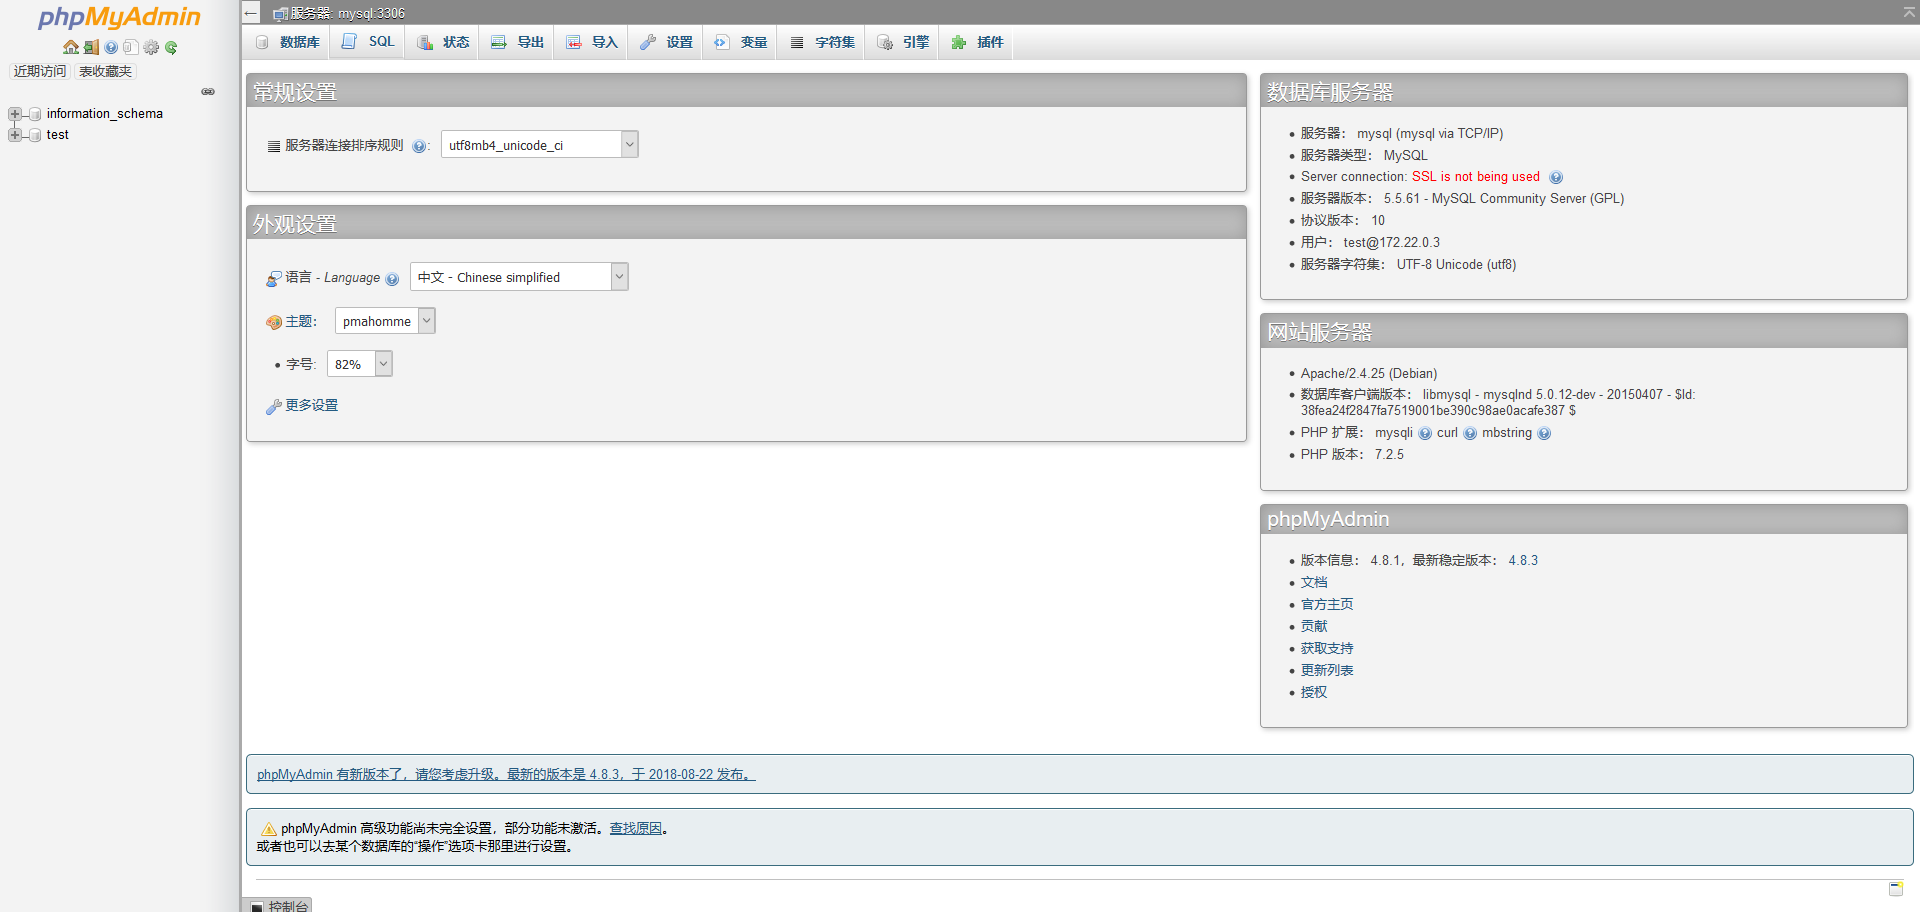 phpMyAdmin
近期访问 表收藏夹
information_schema
test
服务器: mysql:3306
数据库 SQL 状态 导出 导入 设置 变量 字符集 引擎 插件
常规设置
服务器连接排序规则 : utf8mb4_unicode_ci
外观设置
语言 - Language 中文 - Chinese simplified
主题： pmahomme
字号: 82%
更多设置
数据库服务器
服务器： mysql (mysql via TCP/IP)
服务器类型： MySQL
Server connection: SSL is not being used
服务器版本： 5.5.61 - MySQL Community Server (GPL)
协议版本： 10
用户： test@172.22.0.3
服务器字符集： UTF-8 Unicode (utf8)
网站服务器
Apache/2.4.25 (Debian)
数据库客户端版本： libmysql - mysqlnd 5.0.12-dev - 20150407 - $Id:
38fea24f2847fa7519001be390c98ae0acafe387 $
PHP 扩展： mysqli curl mbstring
PHP 版本： 7.2.5
phpMyAdmin
版本信息： 4.8.1，最新稳定版本： 4.8.3
文档
官方主页
贡献
获取支持
更新列表
授权
phpMyAdmin 有新版本了，请您考虑升级。最新的版本是 4.8.3，于 2018-08-22 发布。
phpMyAdmin 高级功能尚未完全设置，部分功能未激活。查找原因。
或者也可以去某个数据库的“操作”选项卡那里进行设置。
控制台